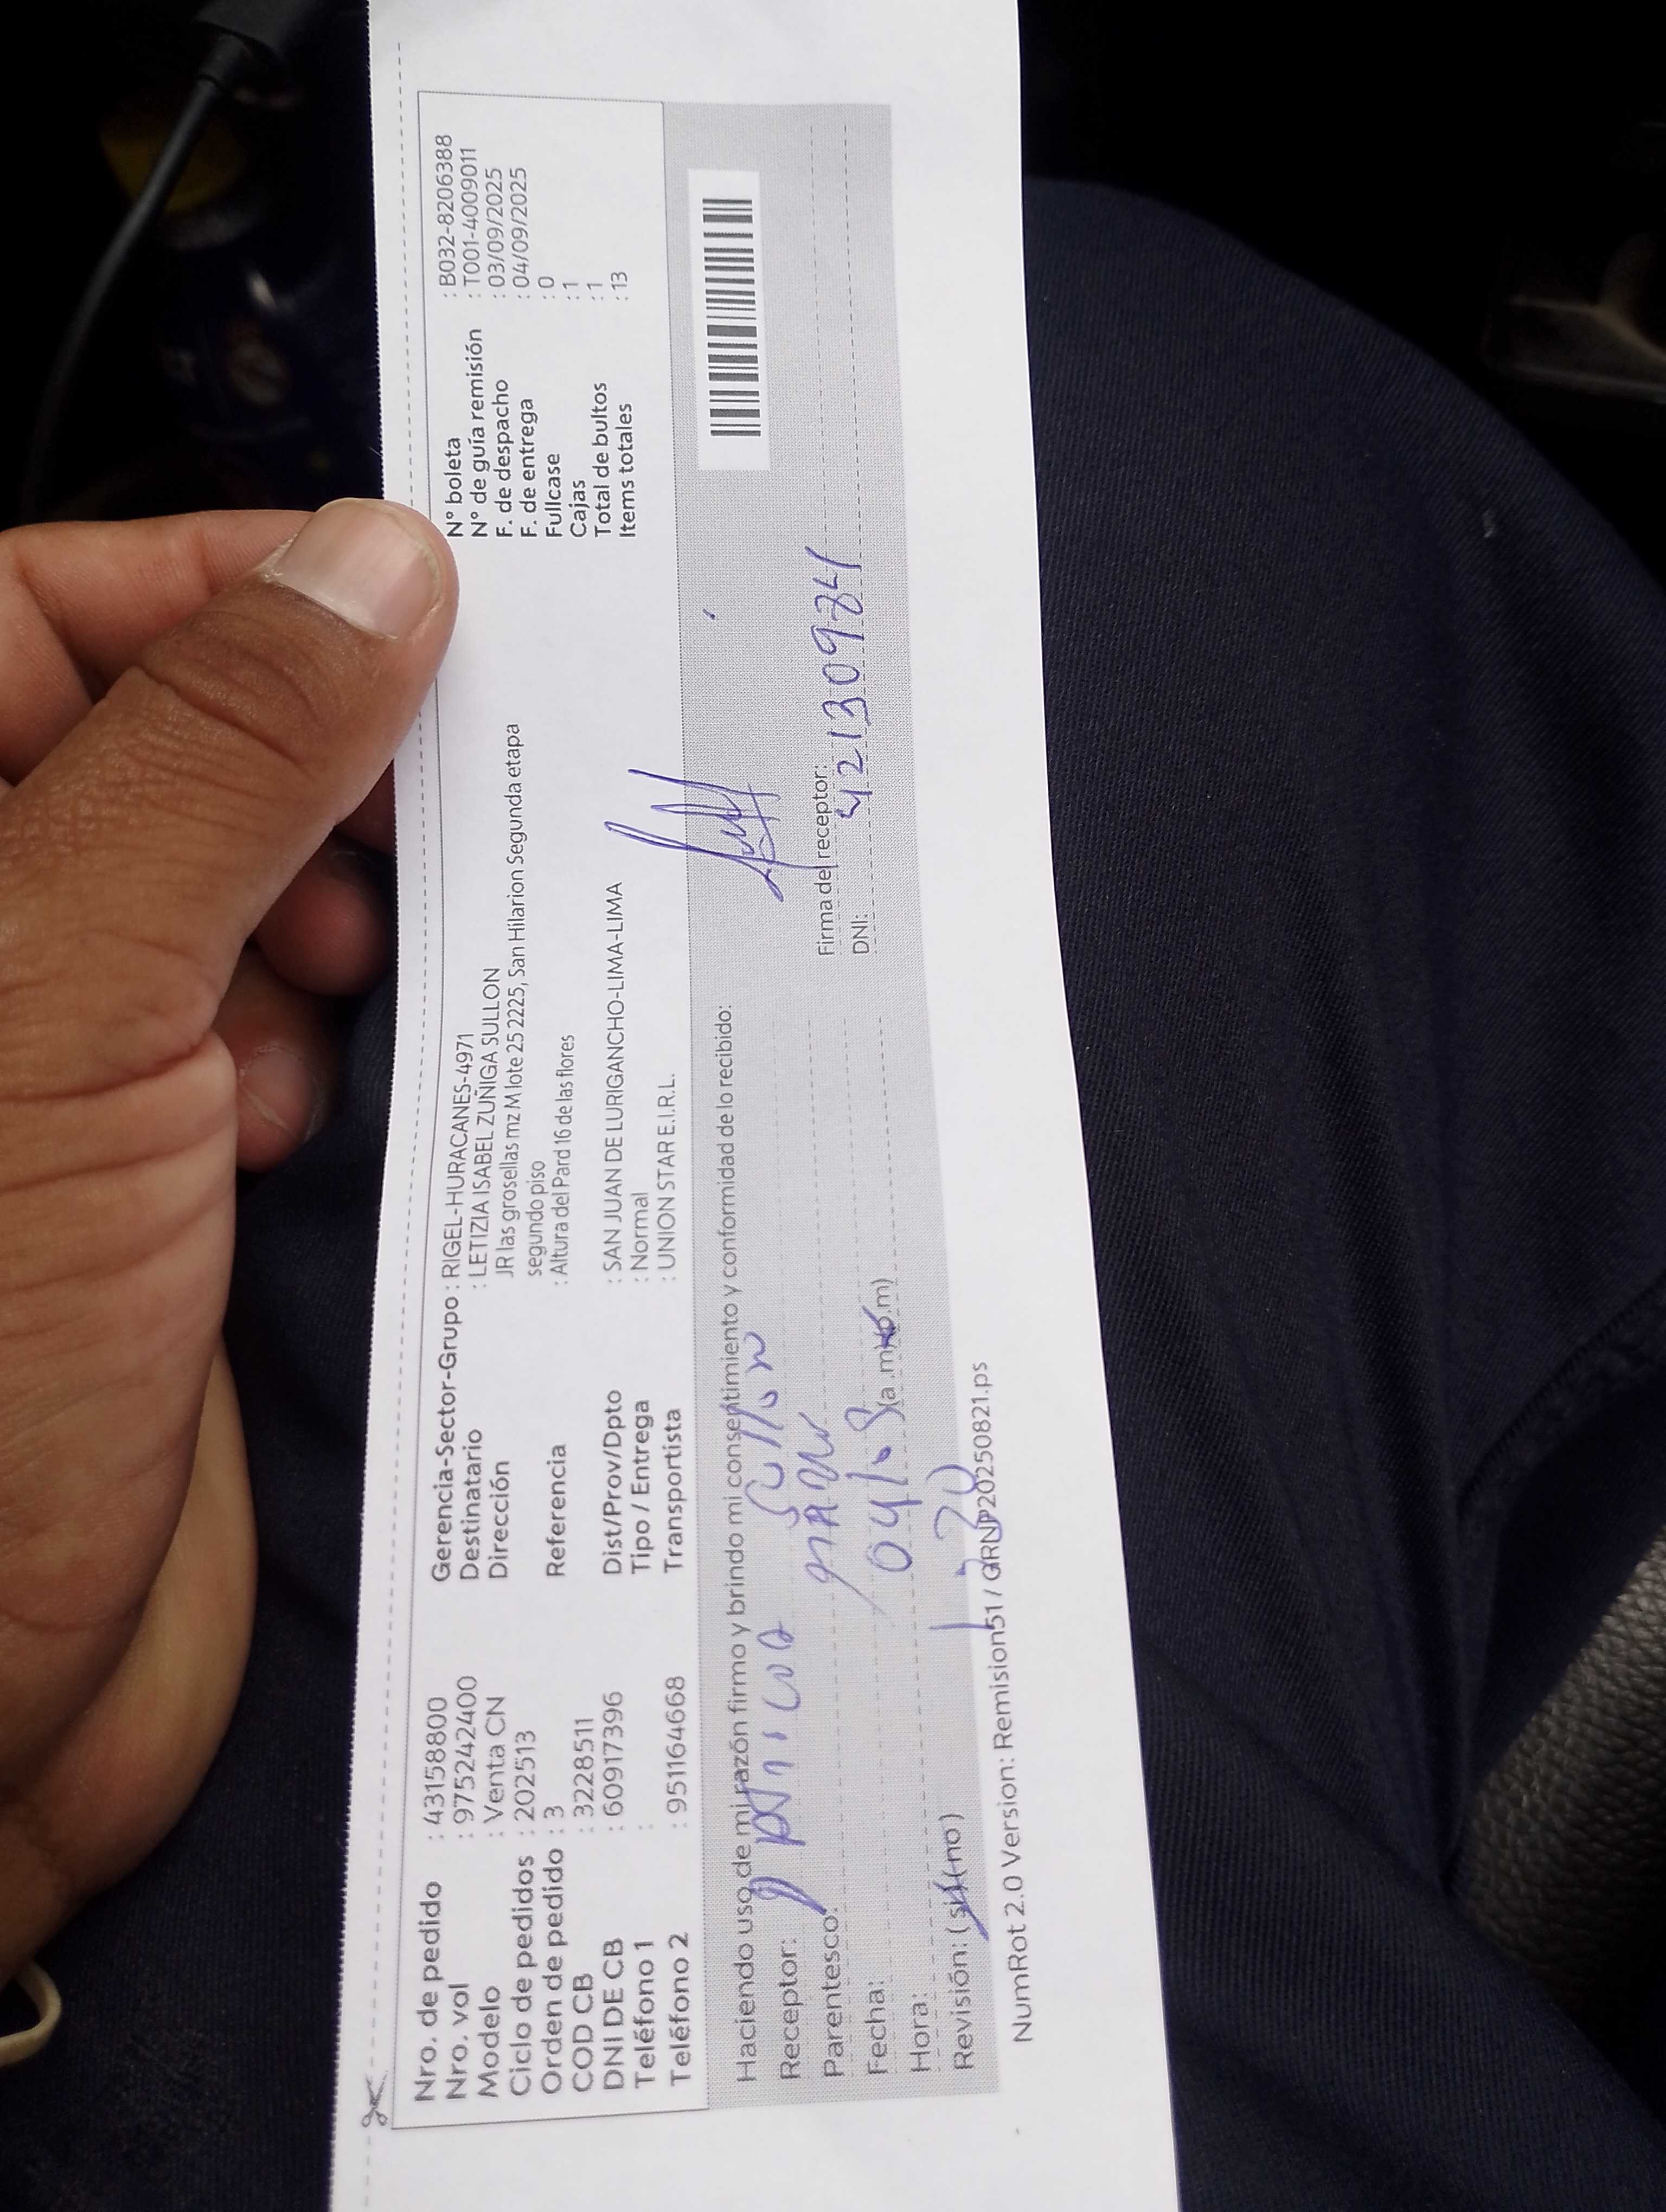 Nro. de pedido : 43158800
Nro. vol : 97524242400
Modelo : Venta CN
Ciclo de pedidos : 202513
Orden de pedido : 3
COD CB : 3228511
DNI DE CB : 60917396
Teléfono 1 :
Teléfono 2 : 951164668
Gerencia-Sector-Grupo : RIGEL-HURACANES-4971
Destinatario : LETIZIA ISABEL ZUÑIGA SULLON
Dirección JR las grosellas mz M lote 25 2225, San Hilarion Segunda etapa
segundo piso
Referencia : Altura del Pard 16 de las flores
Dist/Prov/Dpto : SAN JUAN DE LURIGANCHO-LIMA-LIMA
Tipo / Entrega : Normal
Transportista : UNION STAR E.I.R.L.
N° boleta : B032-8206388
N° de guía remisión : T001-4009011
F. de despacho : 03/09/2025
F. de entrega : 04/09/2025
Fullcase : 0
Cajas : 1
Total de bultos : 1
Items totales : 13
Haciendo uso de mi razón firmo y brindo mi consentimiento y conformidad de lo recibido:
Receptor: Sullon
Parentesco:
Fecha: 04/09
Hora: (a.m/p.m)
Revisión: (si/no)
Firma del receptor:
DNI: 42130984
NumRot 2.0 Version: Remision51 / GRNP20250821.ps